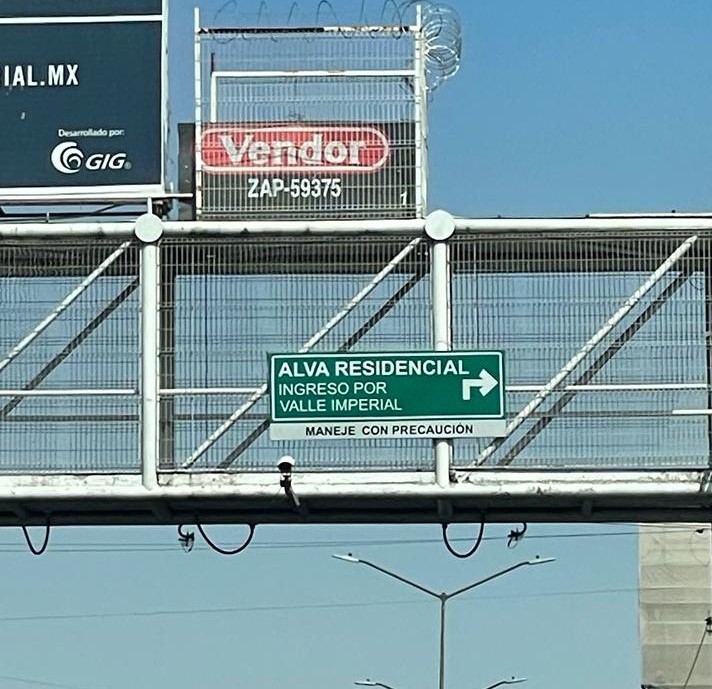 IAL.MX
Desarrollado por:
GIG®
Vendor
ZAP-59375
1
ALVA RESIDENCIAL
INGRESO POR
VALLE IMPERIAL
MANEJE CON PRECAUCIÓN